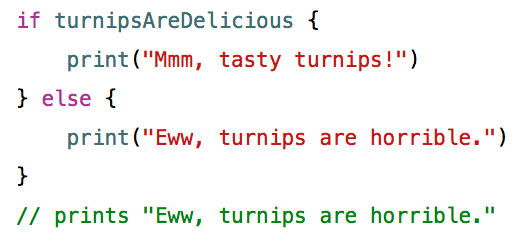 if turnipsAreDelicious {
    print("Mmm, tasty turnips!")
} else {
    print("Eww, turnips are horrible.")
}
// prints "Eww, turnips are horrible."